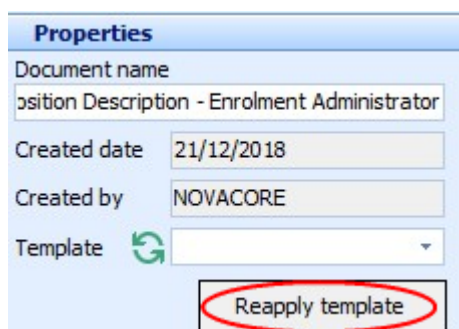 Properties
Document name
osition Description - Enrolment Administrator
Created date 21/12/2018
Created by NOVACORE
Template
Reapply template